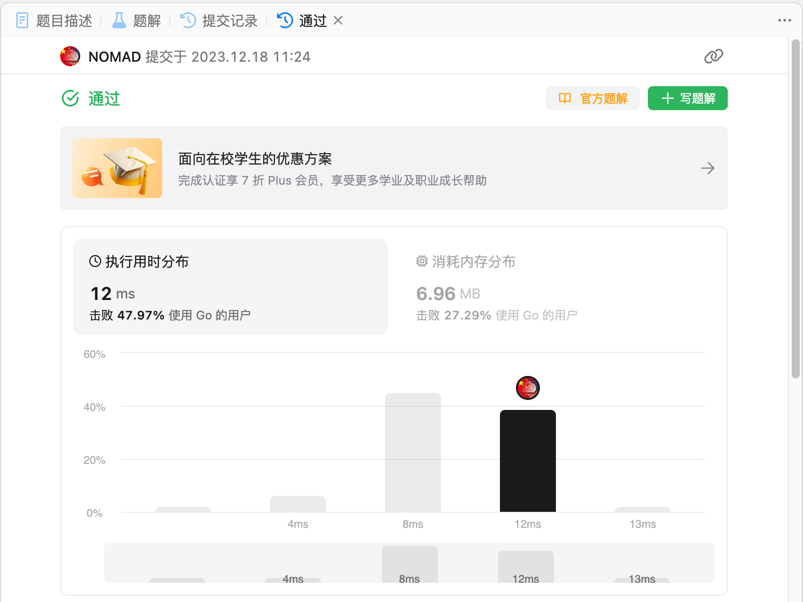 题目描述 题解 提交记录 通过
NOMAD 提交于 2023.12.18 11:24
通过 官方题解 写题解
面向在校学生的优惠方案
完成认证享 7 折 Plus 会员，享受更多学业及职业成长帮助
执行用时分布
12 ms
击败 47.97% 使用 Go 的用户
消耗内存分布
6.96 MB
击败 27.29% 使用 Go 的用户
60%
40%
20%
0%
4ms 8ms 12ms 13ms
4ms 8ms 12ms 13ms